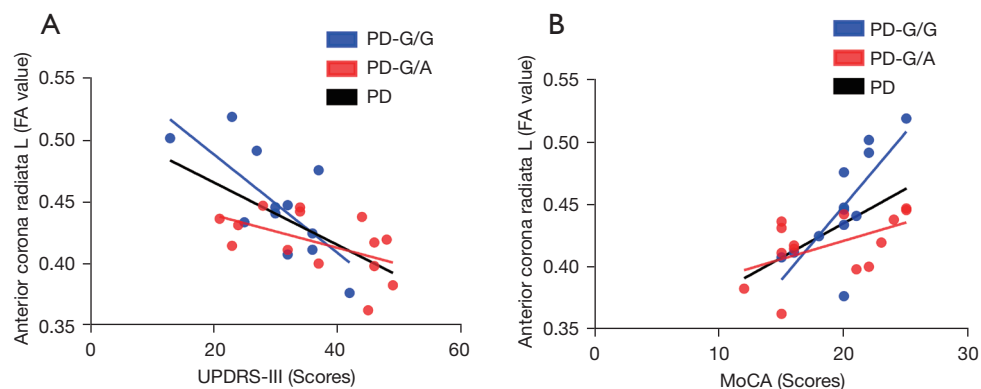 A
PD-G/G
PD-G/A
PD
Anterior corona radiata L (FA value)
0.55
0.50
0.45
0.40
0.35
0
20
40
60
UPDRS-III (Scores)
B
PD-G/G
PD-G/A
PD
Anterior corona radiata L (FA value)
0.55
0.50
0.45
0.40
0.35
0
10
20
30
MoCA (Scores)